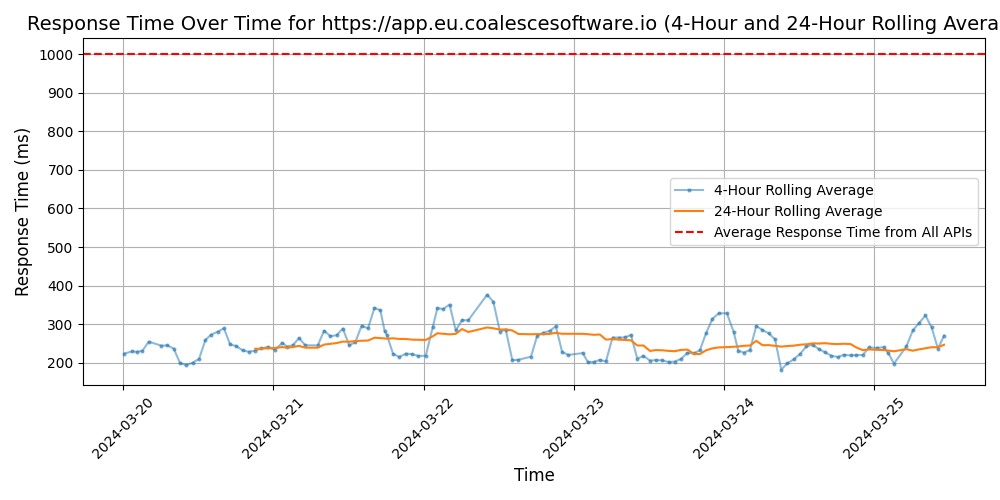 Response Time Over Time for https://app.eu.coalescesoftware.io (4-Hour and 24-Hour Rolling Avera
Response Time (ms)
1000
900
800
700
600
500
400
300
200
4-Hour Rolling Average
24-Hour Rolling Average
Average Response Time from All APIs
2024-03-20
2024-03-21
2024-03-22
2024-03-23
2024-03-24
2024-03-25
Time